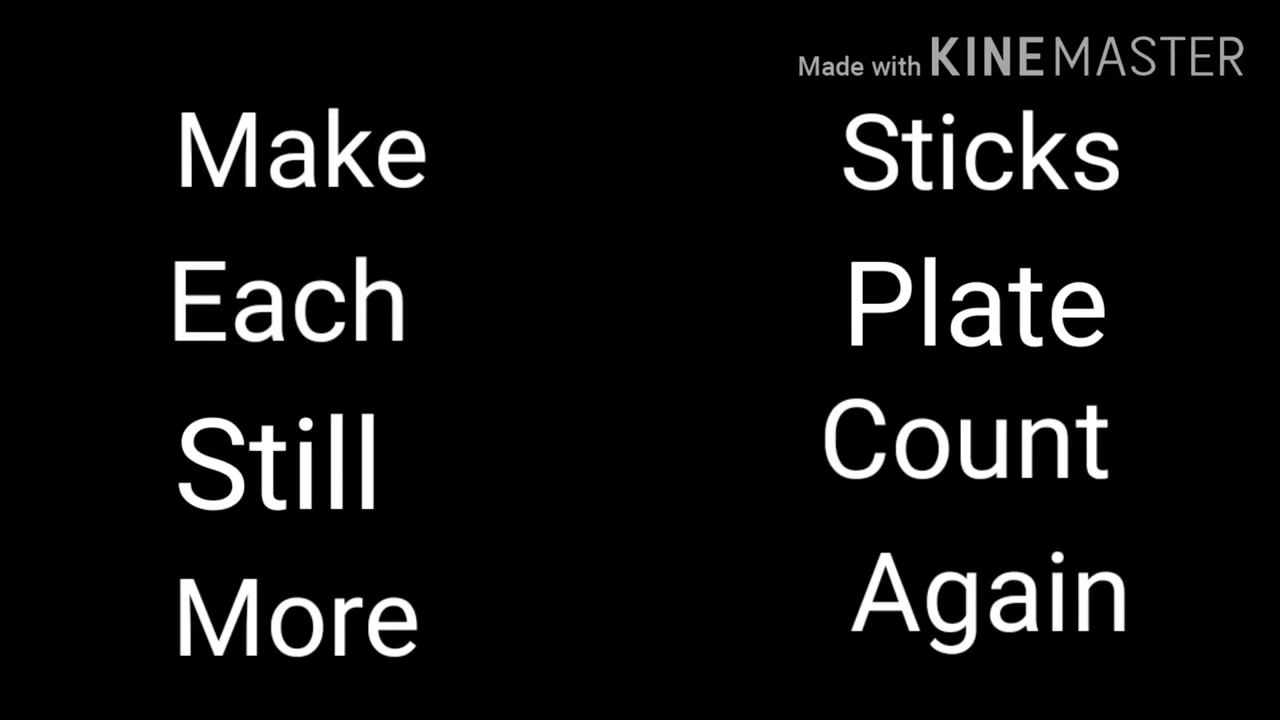 Made with KINEMASTER
Make
Each
Still
More
Sticks
Plate
Count
Again